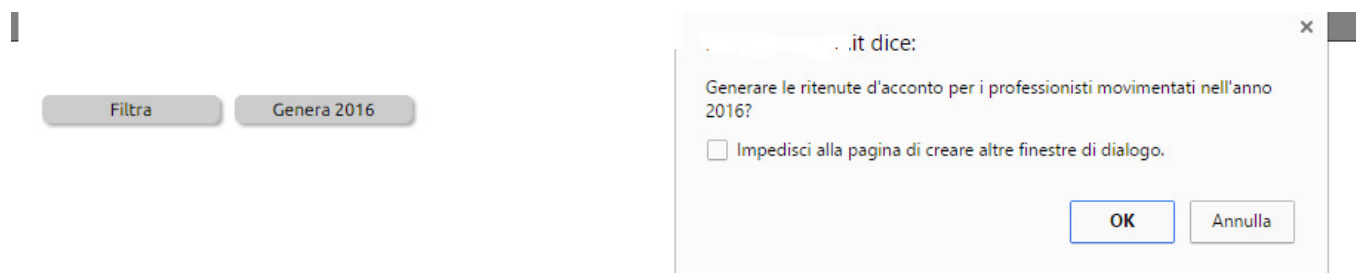 .it dice:
Filtra Genera 2016
Generare le ritenute d'acconto per i professionisti movimentati nell'anno
2016?
Impedisci alla pagina di creare altre finestre di dialogo.
OK Annulla